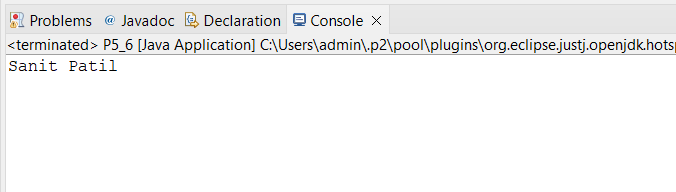 Problems @ Javadoc Declaration Console
<terminated> P5_6 [Java Application] C:\Users\admin\.p2\pool\plugins\org.eclipse.justj.openjdk.hotsp
Sanit Patil